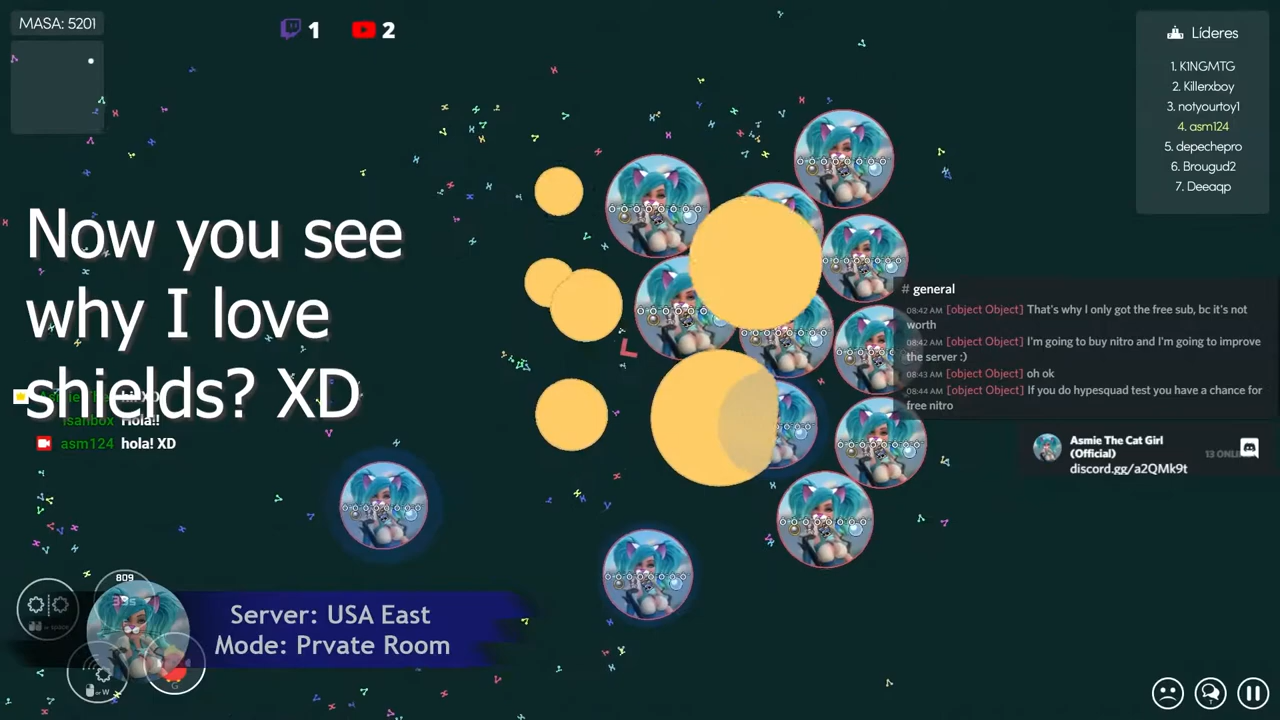 MASA: 5201
1
2
Líderes
1. K1NGMTG
2. Killerxboy
3. notyourtoy1
4. asm124
5. depechepro
6. Brougud2
7. Deeaqp
Now you see
why I love
shields? XD
hi XD
Hola!!
asm124 hola! XD
# general
08:42 AM [object Object] That's why I only got the free sub, bc it's not
worth
08:42 AM [object Object] I'm going to buy nitro and I'm going to improve
the server :)
08:43 AM [object Object] oh ok
08:44 AM [object Object] If you do hypesquad test you have a chance for
free nitro
Asmie The Cat Girl
(Official)
discord.gg/a2QMk9t
809
Server: USA East
Mode: Prvate Room
or W
G